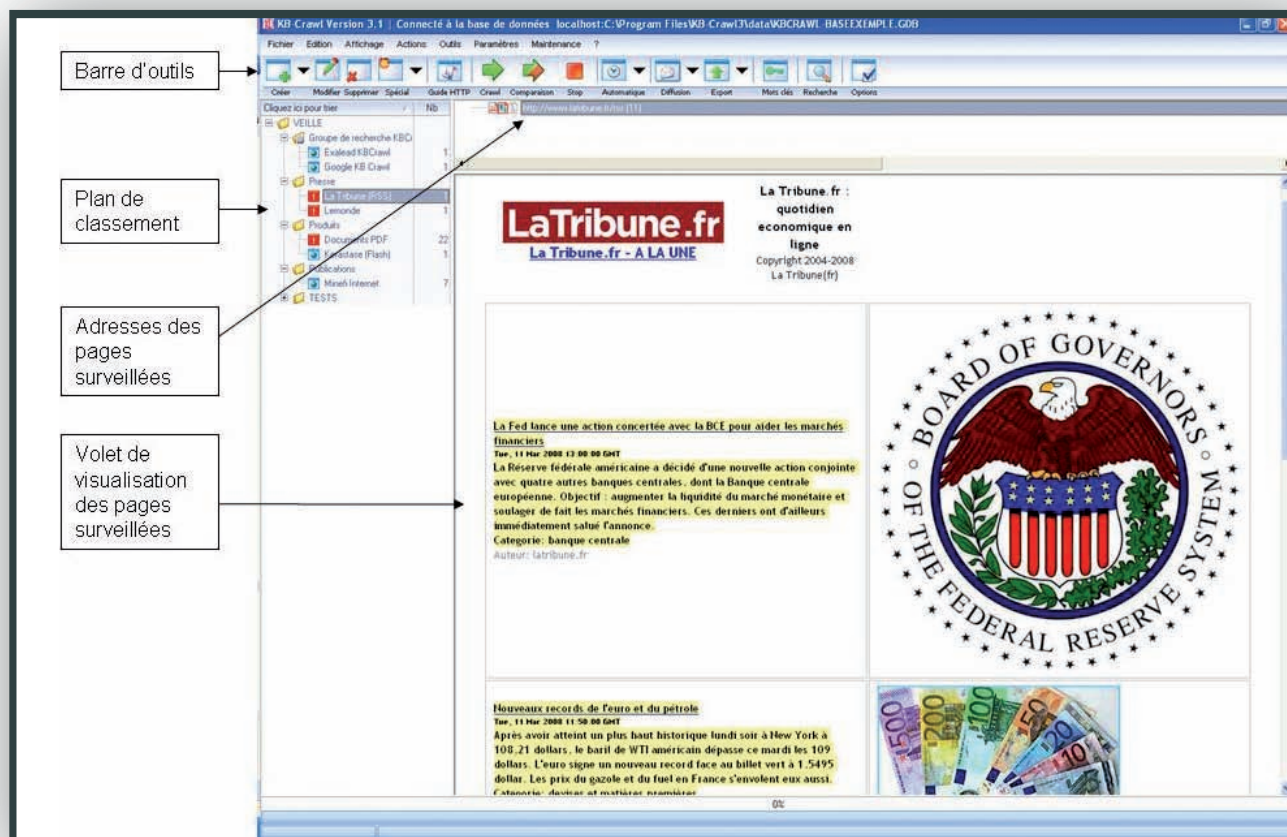 KB-Crawl Version 3.1 | Connecté à la base de données localhost:C:\Program Files\KB-Crawl3\data\KBCRAWL-BASEEXEMPLE.GDB
Fichier Edition Affichage Actions Outils Paramètres Maintenance ?
Créer Modifier Supprimer Spécial Guide HTTP Crawl Comparaison Stop Automatique Diffusion Export Mots clés Recherche Options
Barre d'outils
Plan de
classement
Adresses des
pages
surveillées
Volet de
visualisation
des pages
surveillées
Cliquez ici pour trier Nb
VEILLE
Groupe de recherche KBC
Exalead KBCrawl 1
Google KB Crawl 1
Presse
La Tribune (RSS) 1
Lemonde 1
Produits
Documents PDF 22
Kerastase (Flash) 1
Publications
Minefi Internet 7
TESTS
LaTribune.fr
La Tribune.fr - A LA UNE
La Tribune.fr :
quotidien
economique en
ligne
Copyright 2004-2008
La Tribune(fr)
La Fed lance une action concertée avec la BCE pour aider les marchés
financiers
Tue, 11 Mar 2008 13:00:00 GMT
La Réserve fédérale américaine a décidé d'une nouvelle action conjointe
avec quatre autres banques centrales, dont la Banque centrale
européenne. Objectif : augmenter la liquidité du marché monétaire et
soulager de fait les marchés financiers. Ces derniers ont d'ailleurs
immédiatement salué l'annonce.
Categorie: banque centrale
Auteur: latribune.fr
BOARD OF GOVERNORS
OF THE FEDERAL RESERVE SYSTEM
Nouveaux records de l'euro et du pétrole
Tue, 11 Mar 2008 11:50:00 GMT
Après avoir atteint un plus haut historique lundi soir à New York à
108,21 dollars, le baril de WTI américain dépasse ce mardi les 109
dollars. L'euro signe un nouveau record face au billet vert à 1,5495
dollar. Les prix du gazole et du fuel en France s'envolent eux aussi.
Categorie: devises et matières premières
500 200 100 50 20 10
0%